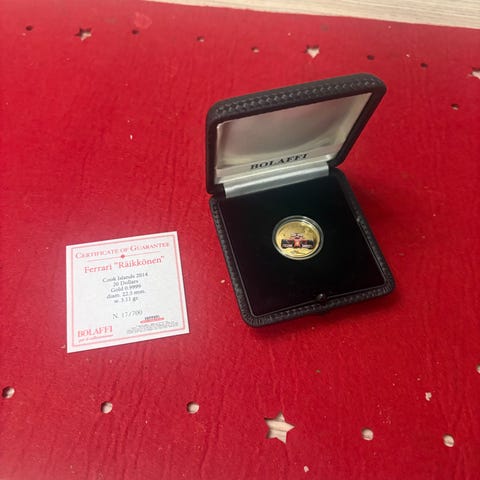 BOLAFFI
CERTIFICATE OF GUARANTEE
Ferrari "Räikkönen"
Cook Islands 2014
20 Dollars
Gold 0.9999
diam. 22.5 mm.
w. 3.11 gr.
N. 17/700
BOLAFFI